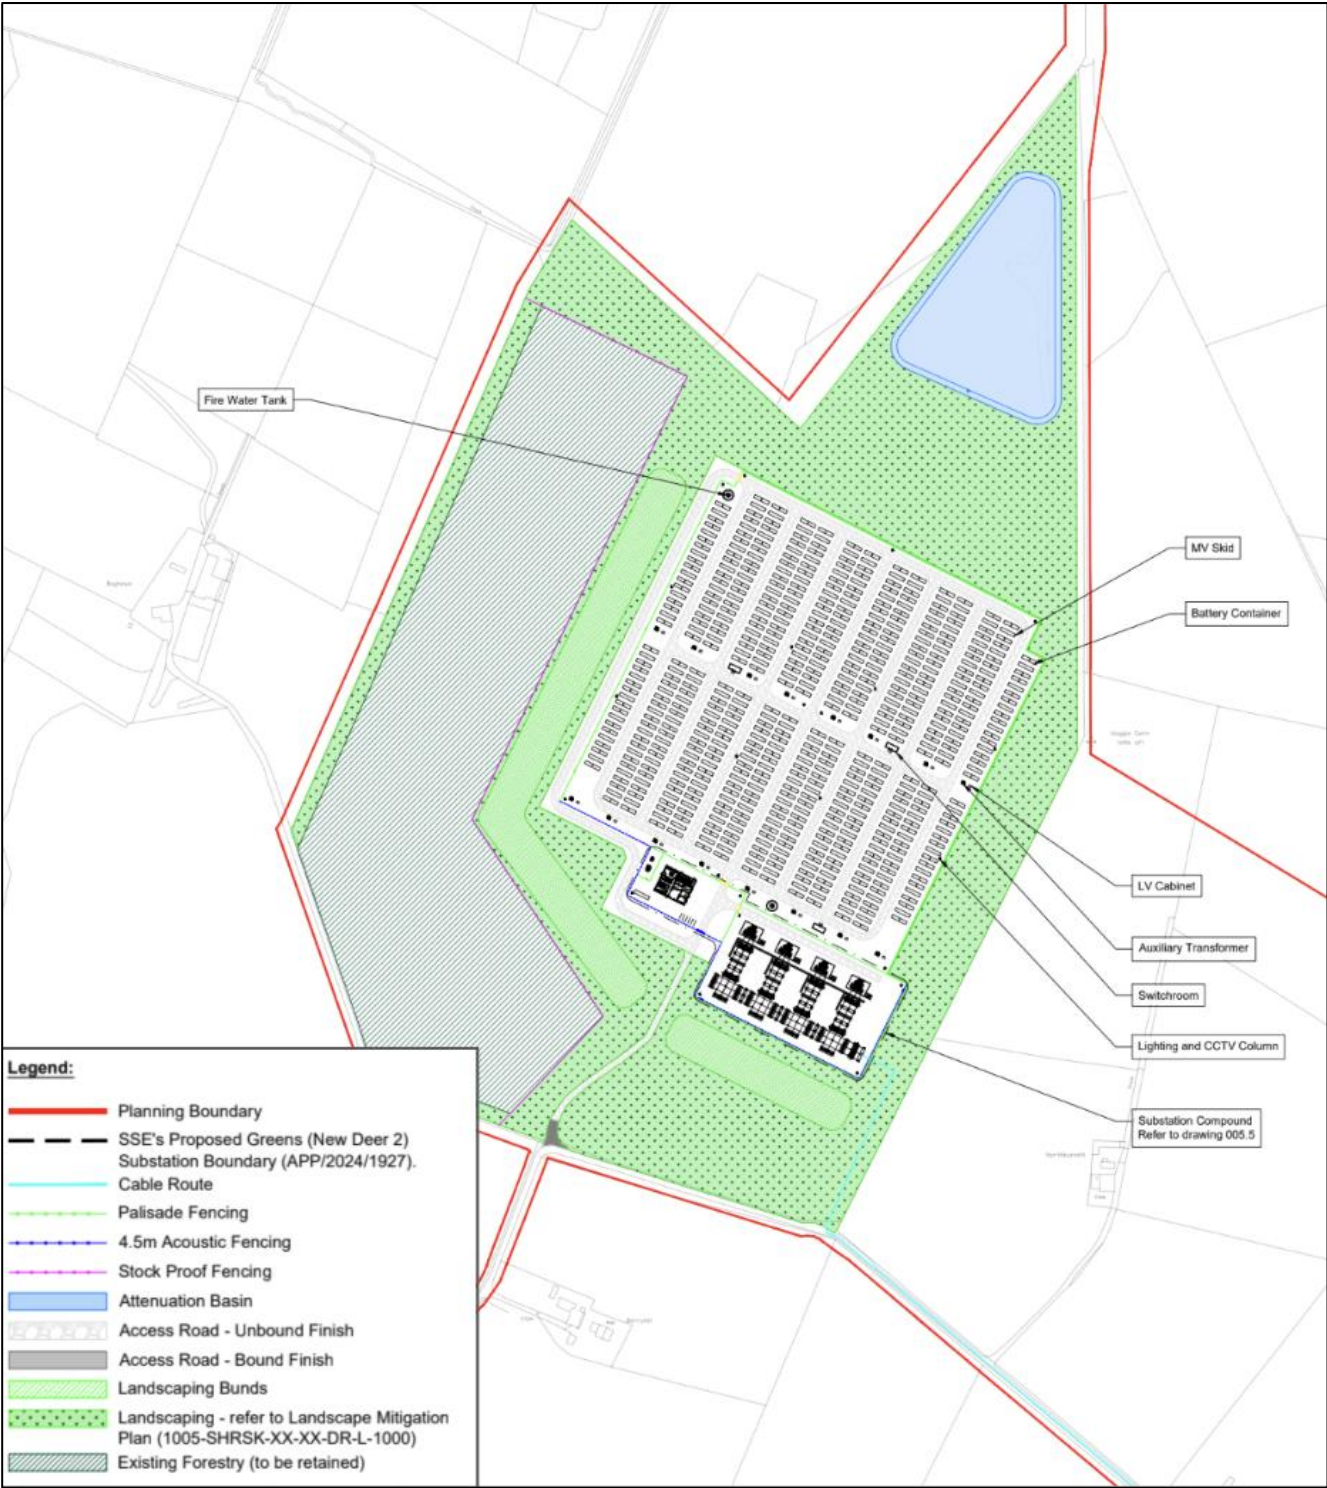 Fire Water Tank
MV Skid
Battery Container
LV Cabinet
Auxiliary Transformer
Switchroom
Lighting and CCTV Column
Substation Compound
Refer to drawing 005.5
Legend:
Planning Boundary
SSE's Proposed Greens (New Deer 2)
Substation Boundary (APP/2024/1927).
Cable Route
Palisade Fencing
4.5m Acoustic Fencing
Stock Proof Fencing
Attenuation Basin
Access Road - Unbound Finish
Access Road - Bound Finish
Landscaping Bunds
Landscaping - refer to Landscape Mitigation
Plan (1005-SHRSK-XX-XX-DR-L-1000)
Existing Forestry (to be retained)